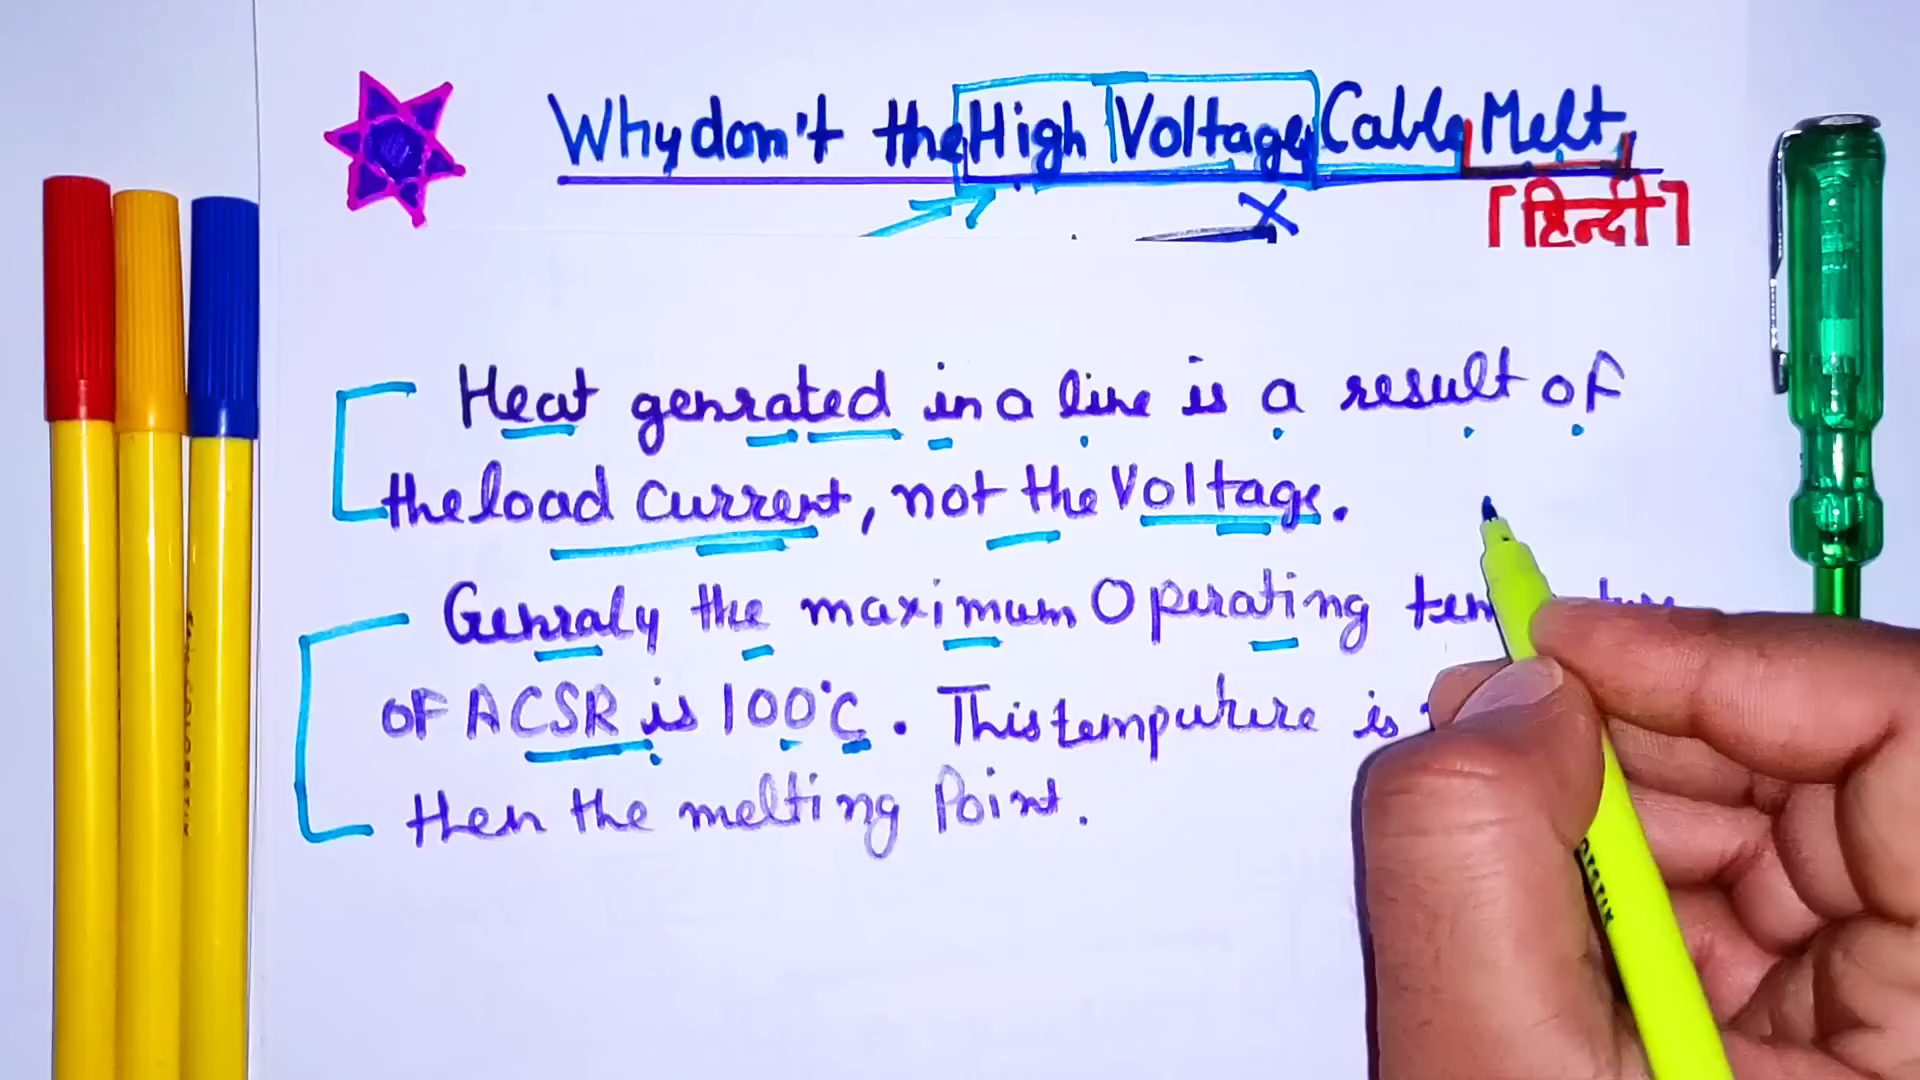 Why don't the High Voltage Cable Melt
[हिन्दी]
Heat genrated in a line is a result of
the load current, not the Voltage.
Genraly the maximum Operating
of ACSR is 100°C. This tempurure is
then the melting Point.